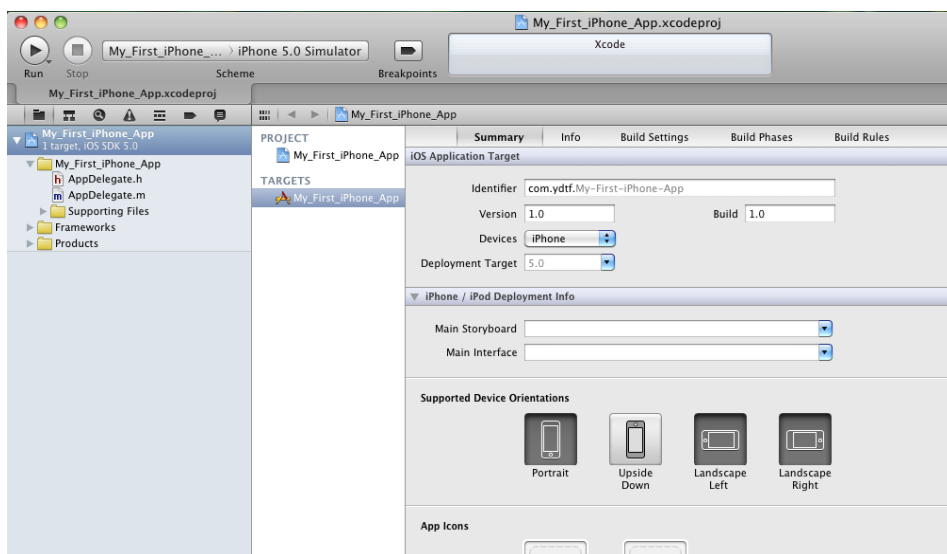 My_First_iPhone_App.xcodeproj
My_First_iPhone_... iPhone 5.0 Simulator
Xcode
Run Stop Scheme Breakpoints
My_First_iPhone_App.xcodeproj
My_First_iPhone_App
My_First_iPhone_App
1 target, iOS SDK 5.0
My_First_iPhone_App
h AppDelegate.h
m AppDelegate.m
Supporting Files
Frameworks
Products
PROJECT
My_First_iPhone_App
TARGETS
My_First_iPhone_App
Summary Info Build Settings Build Phases Build Rules
iOS Application Target
Identifier com.ydtf.My-First-iPhone-App
Version 1.0 Build 1.0
Devices iPhone
Deployment Target 5.0
iPhone / iPod Deployment Info
Main Storyboard
Main Interface
Supported Device Orientations
Portrait Upside Down Landscape Left Landscape Right
App Icons